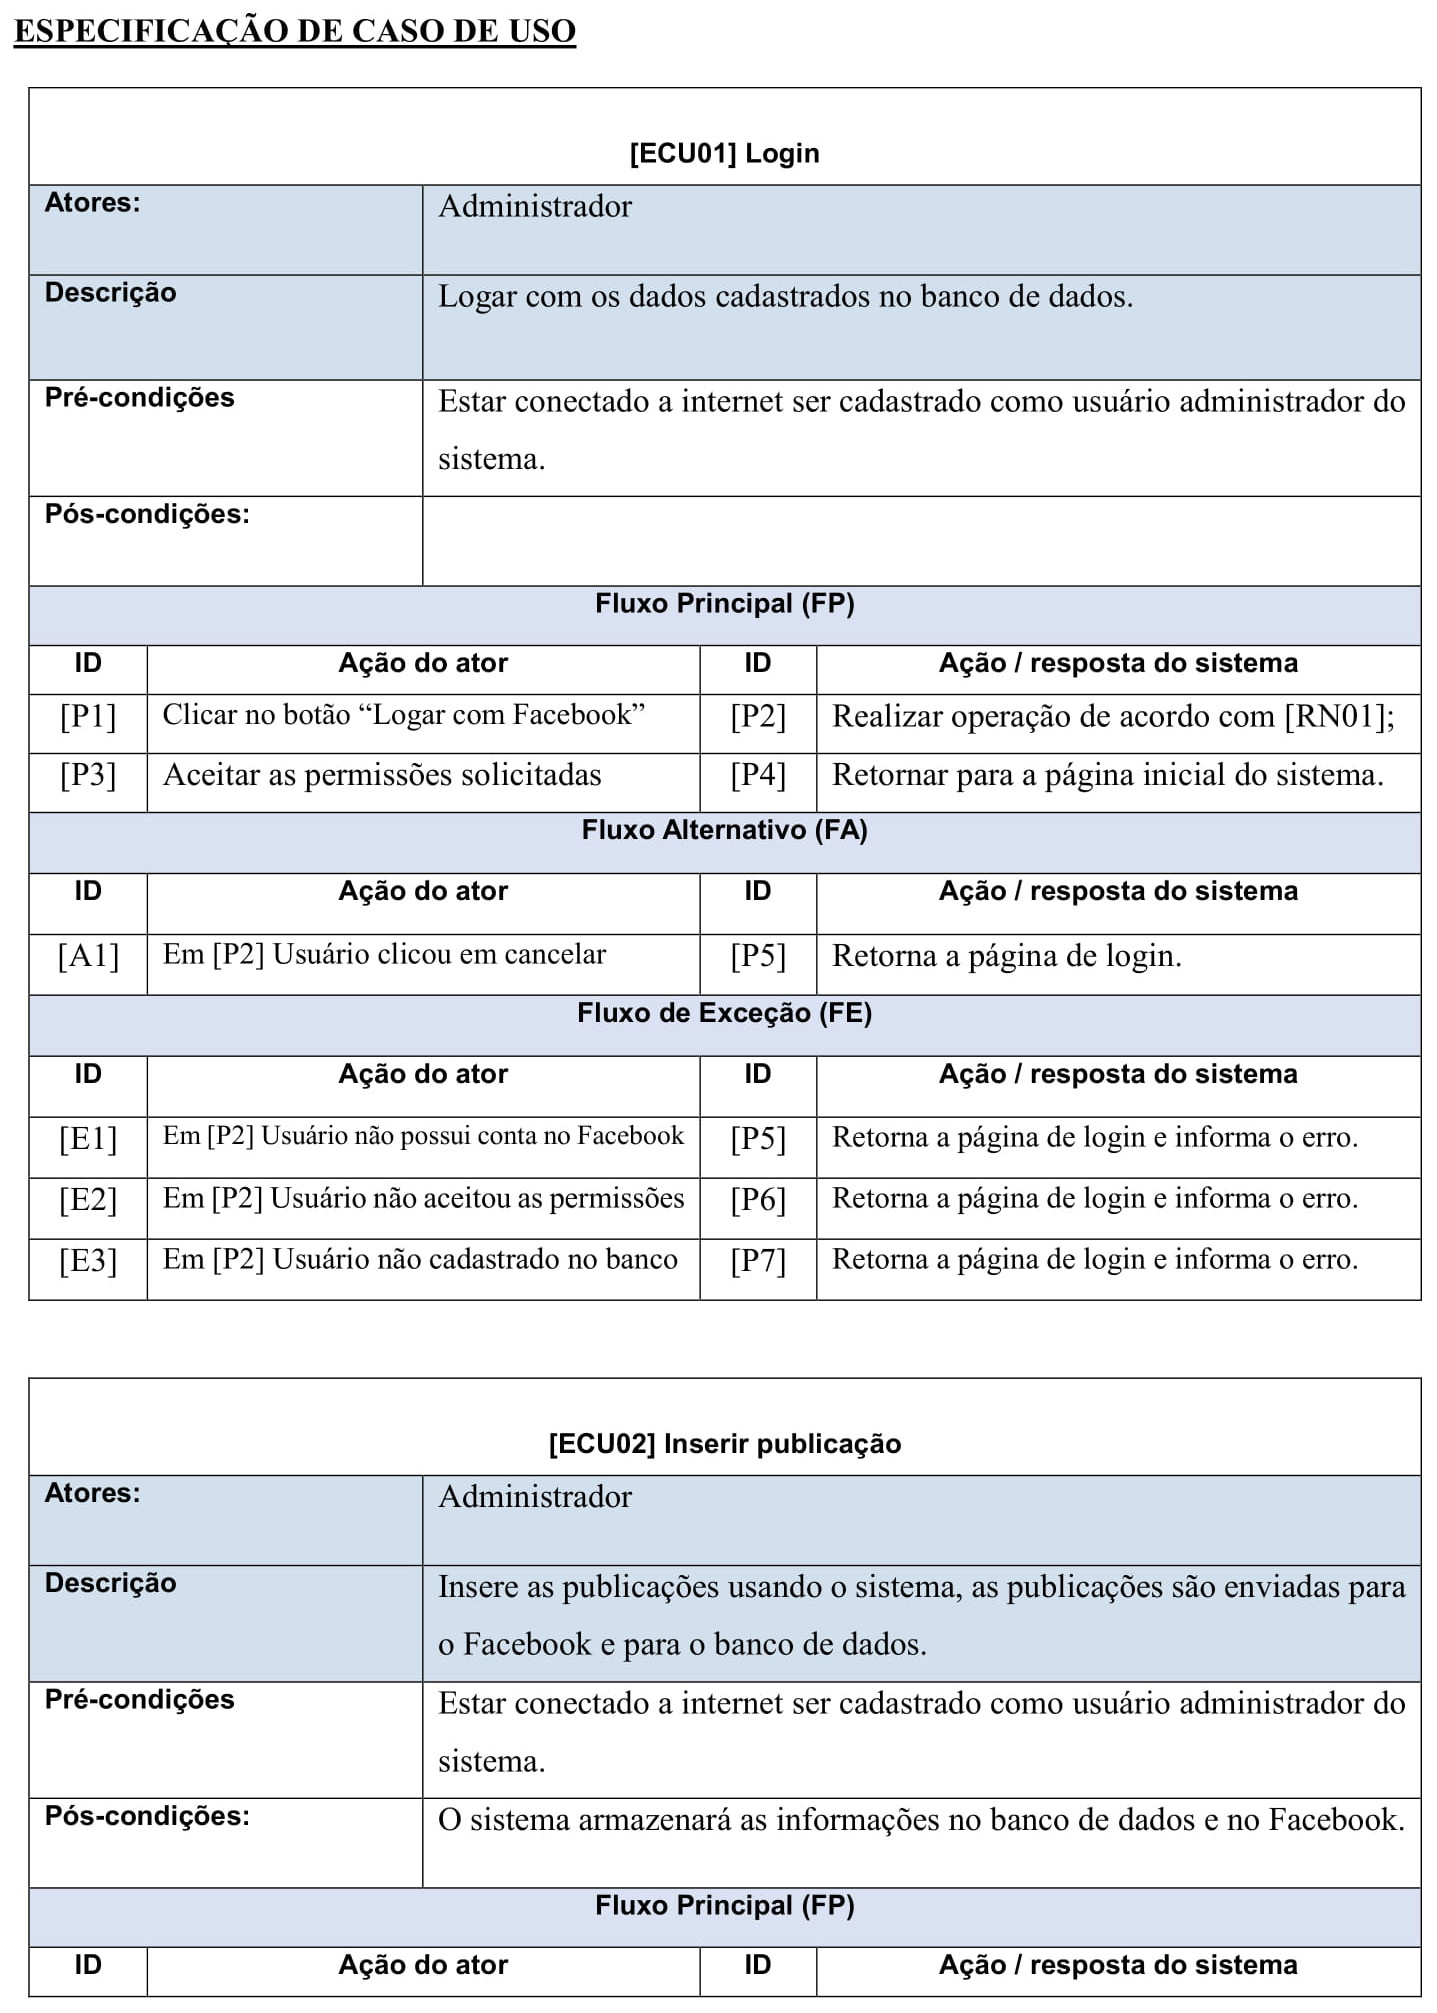 ESPECIFICAÇÃO DE CASO DE USO
[ECU01] Login
Atores: Administrador
Descrição Logar com os dados cadastrados no banco de dados.
Pré-condições Estar conectado a internet ser cadastrado como usuário administrador do
sistema.
Pós-condições:
Fluxo Principal (FP)
ID Ação do ator ID Ação / resposta do sistema
[P1] Clicar no botão “Logar com Facebook” [P2] Realizar operação de acordo com [RN01];
[P3] Aceitar as permissões solicitadas [P4] Retornar para a página inicial do sistema.
Fluxo Alternativo (FA)
ID Ação do ator ID Ação / resposta do sistema
[A1] Em [P2] Usuário clicou em cancelar [P5] Retorna a página de login.
Fluxo de Exceção (FE)
ID Ação do ator ID Ação / resposta do sistema
[E1] Em [P2] Usuário não possui conta no Facebook [P5] Retorna a página de login e informa o erro.
[E2] Em [P2] Usuário não aceitou as permissões [P6] Retorna a página de login e informa o erro.
[E3] Em [P2] Usuário não cadastrado no banco [P7] Retorna a página de login e informa o erro.
[ECU02] Inserir publicação
Atores: Administrador
Descrição Insere as publicações usando o sistema, as publicações são enviadas para
o Facebook e para o banco de dados.
Pré-condições Estar conectado a internet ser cadastrado como usuário administrador do
sistema.
Pós-condições: O sistema armazenará as informações no banco de dados e no Facebook.
Fluxo Principal (FP)
ID Ação do ator ID Ação / resposta do sistema